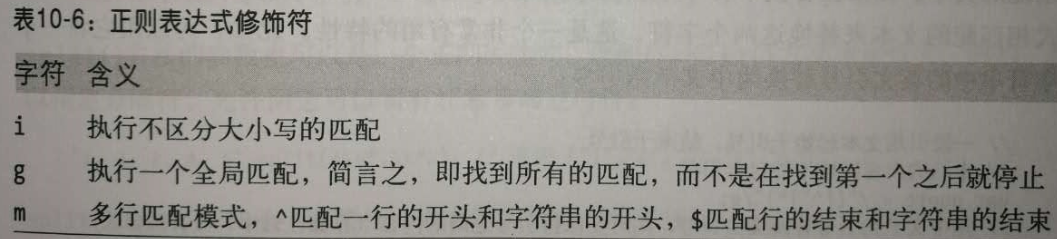 表10-6：正则表达式修饰符
字符 含义
i 执行不区分大小写的匹配
g 执行一个全局匹配，简言之，即找到所有的匹配，而不是在找到第一个之后就停止
m 多行匹配模式，^匹配一行的开头和字符串的开头，$匹配行的结束和字符串的结束